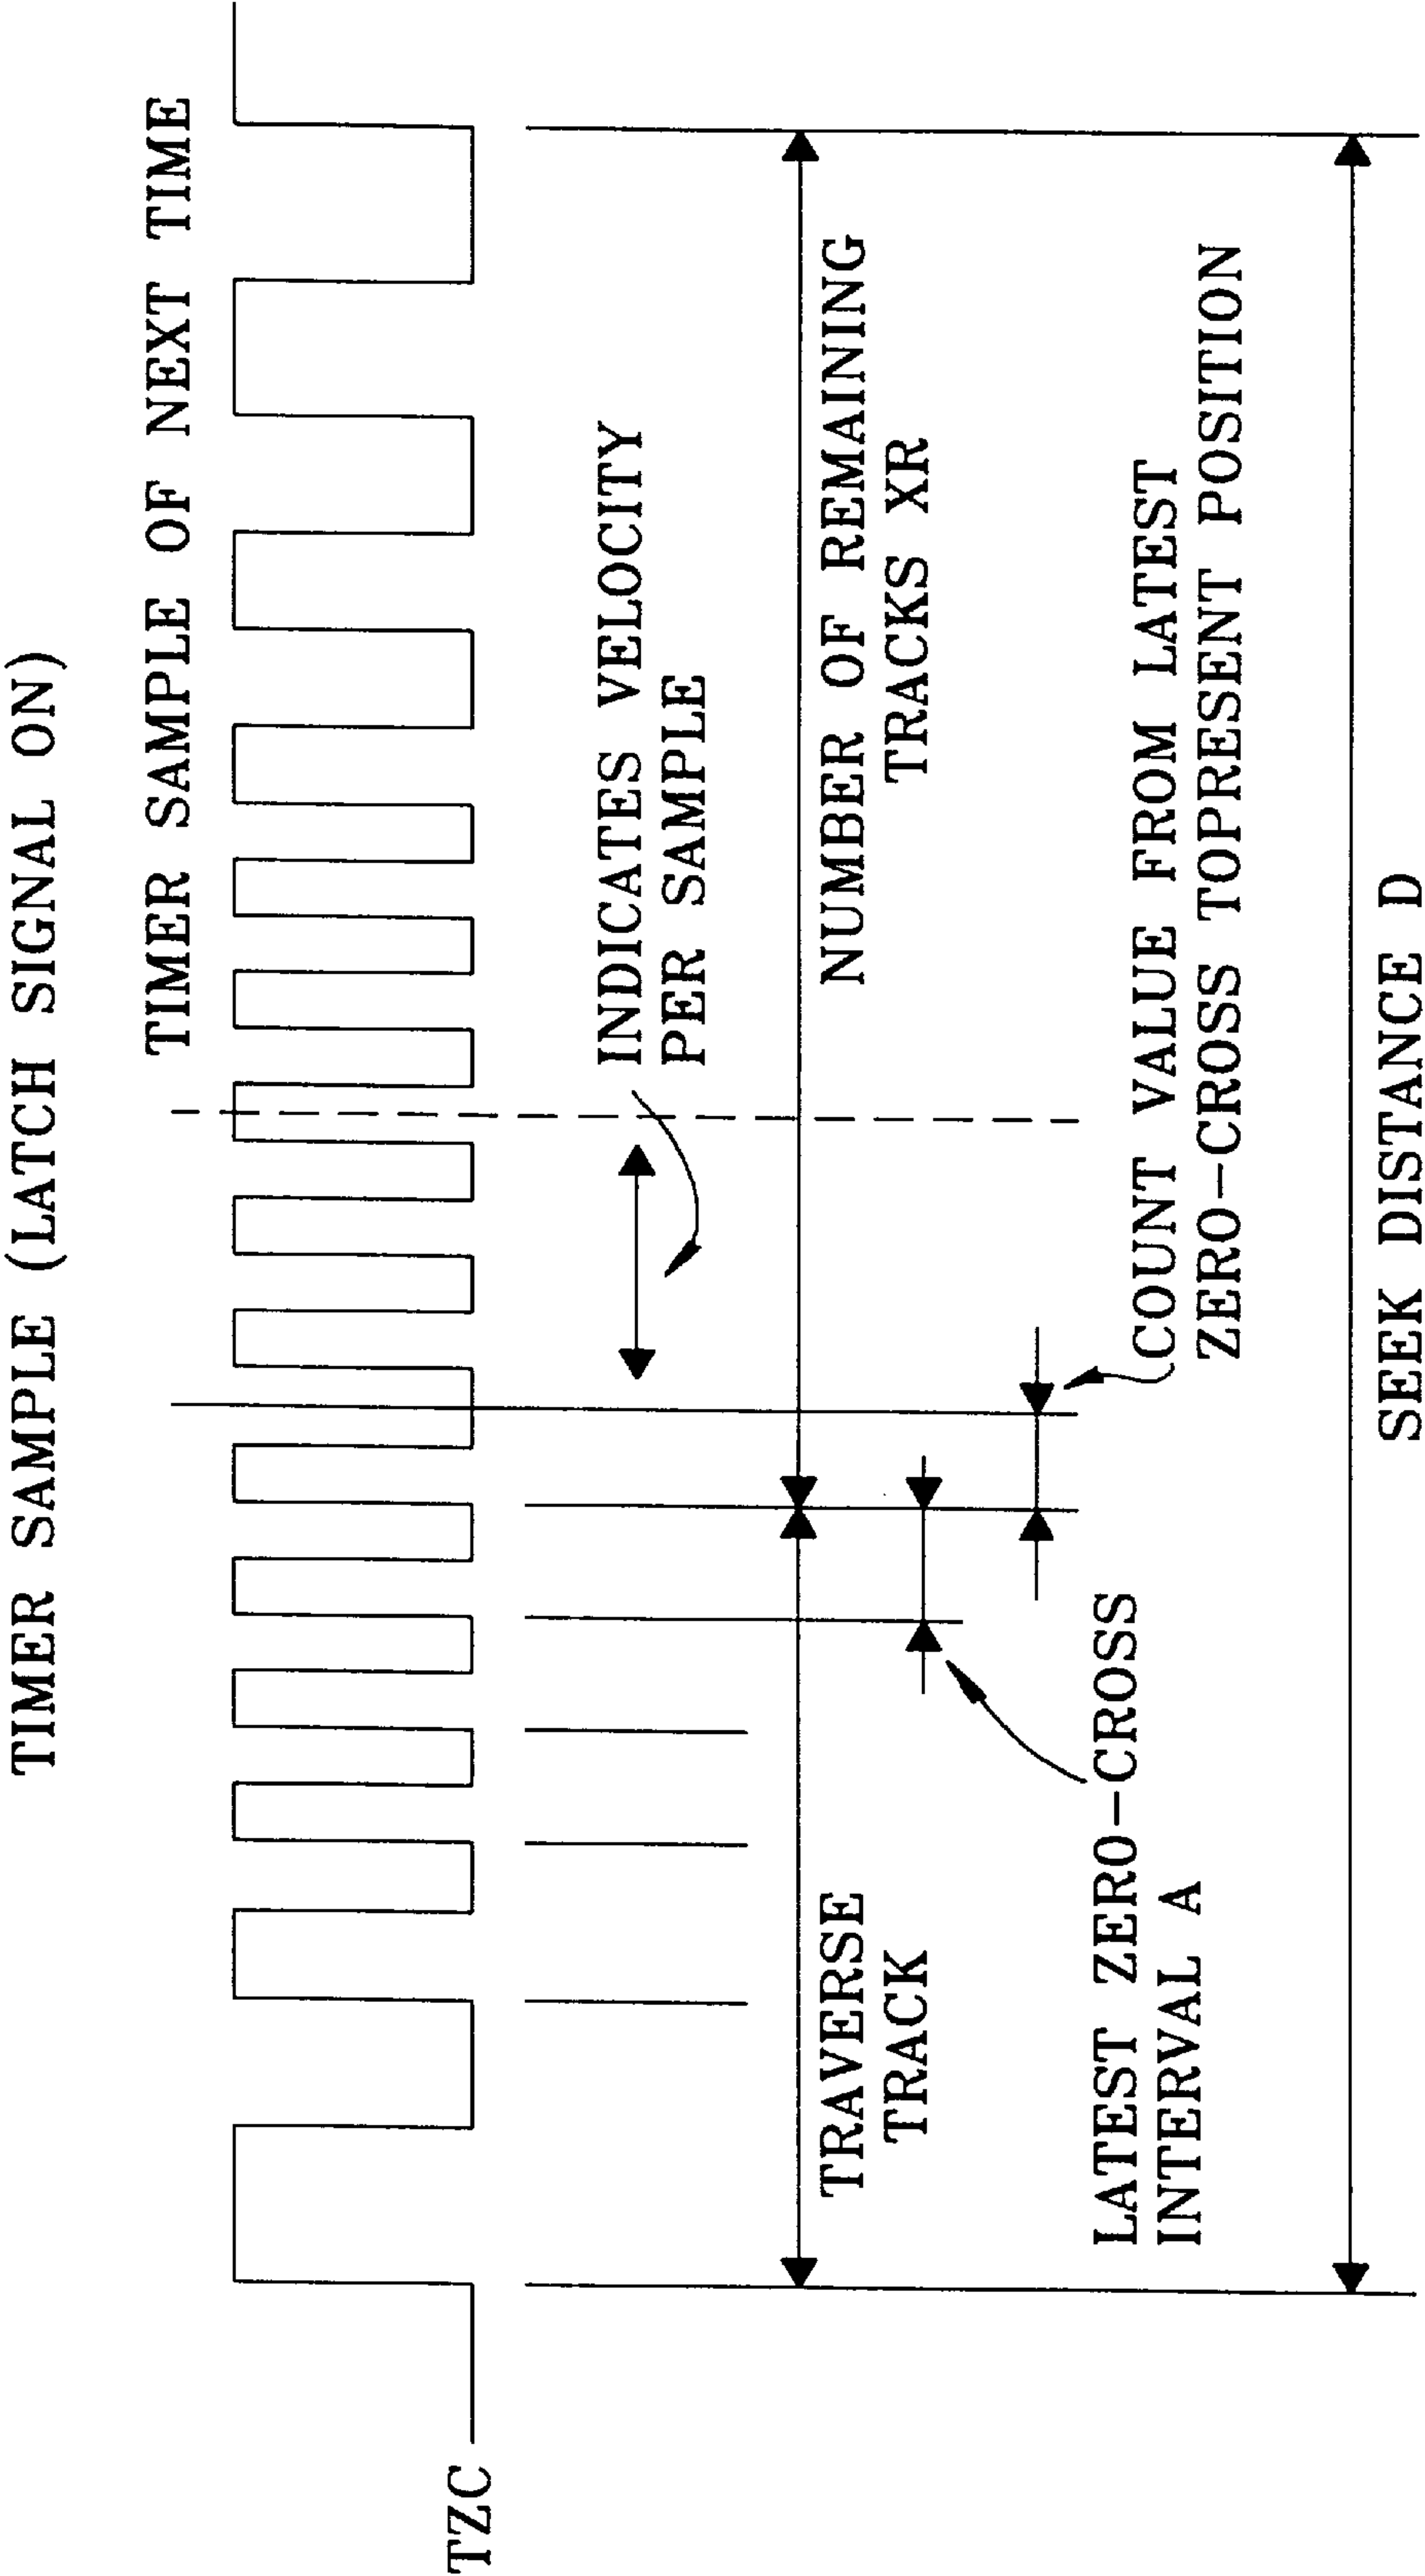 TIMER SAMPLE (LATCH SIGNAL ON)
TIMER SAMPLE OF NEXT TIME
TZC
INDICATES VELOCITY
PER SAMPLE
TRAVERSE
TRACK
NUMBER OF REMAINING
TRACKS XR
LATEST ZERO-CROSS
INTERVAL A
COUNT VALUE FROM LATEST
ZERO-CROSS TOPRESENT POSITION
SEEK DISTANCE D